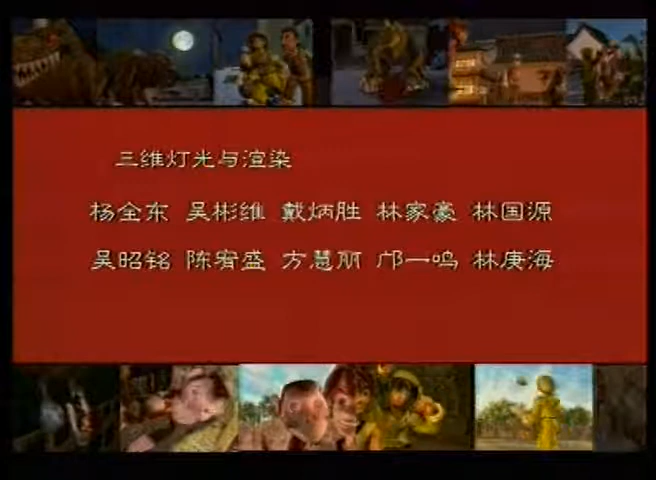 三维灯光与渲染
杨全东 吴彬维 戴炳胜 林家豪 林国源
吴昭铭 陈宥盛 方慧丽 邝一鸣 林庚海